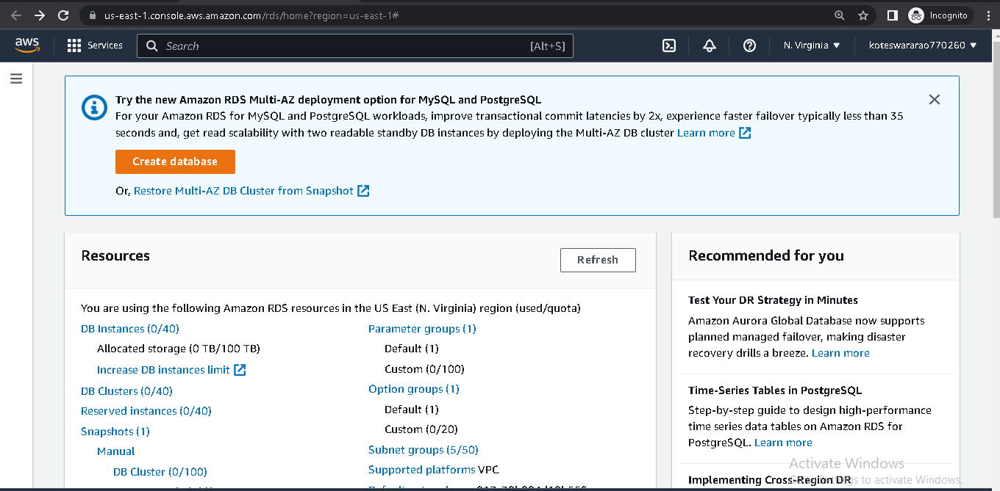 us-east-1.console.aws.amazon.com/rds/home?region=us-east-1#
Incognito
aws
Services
Search
[Alt+S]
N. Virginia
koteswararao770260
Try the new Amazon RDS Multi-AZ deployment option for MySQL and PostgreSQL
For your Amazon RDS for MySQL and PostgreSQL workloads, improve transactional commit latencies by 2x, experience faster failover typically less than 35
seconds and, get read scalability with two readable standby DB instances by deploying the Multi-AZ DB cluster Learn more
Create database
Or, Restore Multi-AZ DB Cluster from Snapshot
Resources
Refresh
You are using the following Amazon RDS resources in the US East (N. Virginia) region (used/quota)
DB Instances (0/40)
Allocated storage (0 TB/100 TB)
Increase DB instances limit
DB Clusters (0/40)
Reserved instances (0/40)
Snapshots (1)
Manual
DB Cluster (0/100)
Parameter groups (1)
Default (1)
Custom (0/100)
Option groups (1)
Default (1)
Custom (0/20)
Subnet groups (5/50)
Supported platforms VPC
Recommended for you
Test Your DR Strategy in Minutes
Amazon Aurora Global Database now supports
planned managed failover, making disaster
recovery drills a breeze. Learn more
Time-Series Tables in PostgreSQL
Step-by-step guide to design high-performance
time series data tables on Amazon RDS for
PostgreSQL. Learn more
Implementing Cross-Region DR
Activate Windows
to activate Windows.